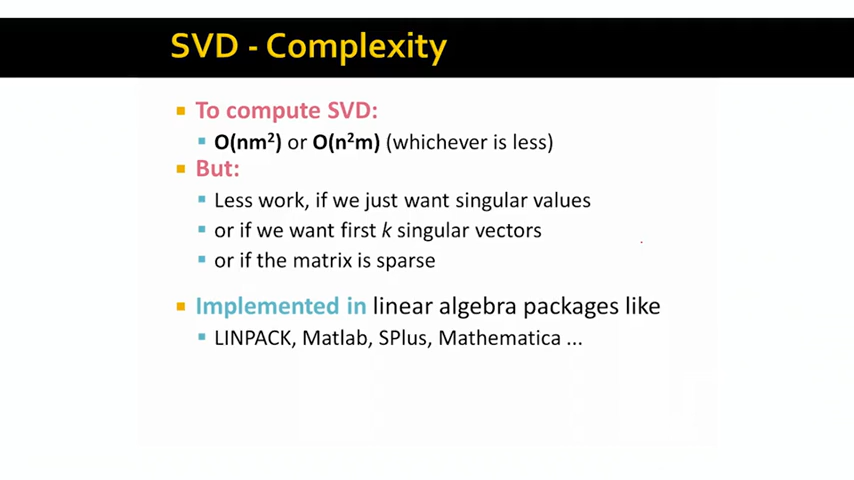 SVD - Complexity
To compute SVD:
O(nm²) or O(n²m) (whichever is less)
But:
Less work, if we just want singular values
or if we want first k singular vectors
or if the matrix is sparse
Implemented in linear algebra packages like
LINPACK, Matlab, SPlus, Mathematica ...